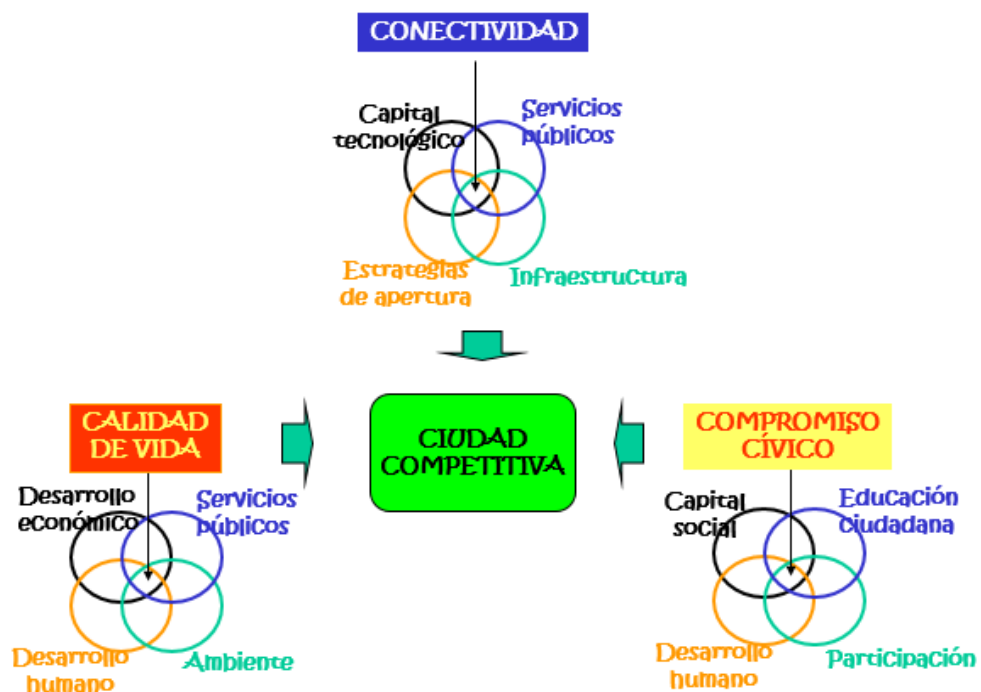 CONECTIVIDAD
Capital
tecnológico
Servicios
públicos
Estrategias
de apertura
Infraestructura
CALIDAD
DE VIDA
CIUDAD
COMPETITIVA
COMPROMISO
CÍVICO
Desarrollo
económico
Servicios
públicos
Desarrollo
humano
Ambiente
Capital
social
Educación
ciudadana
Desarrollo
humano
Participación